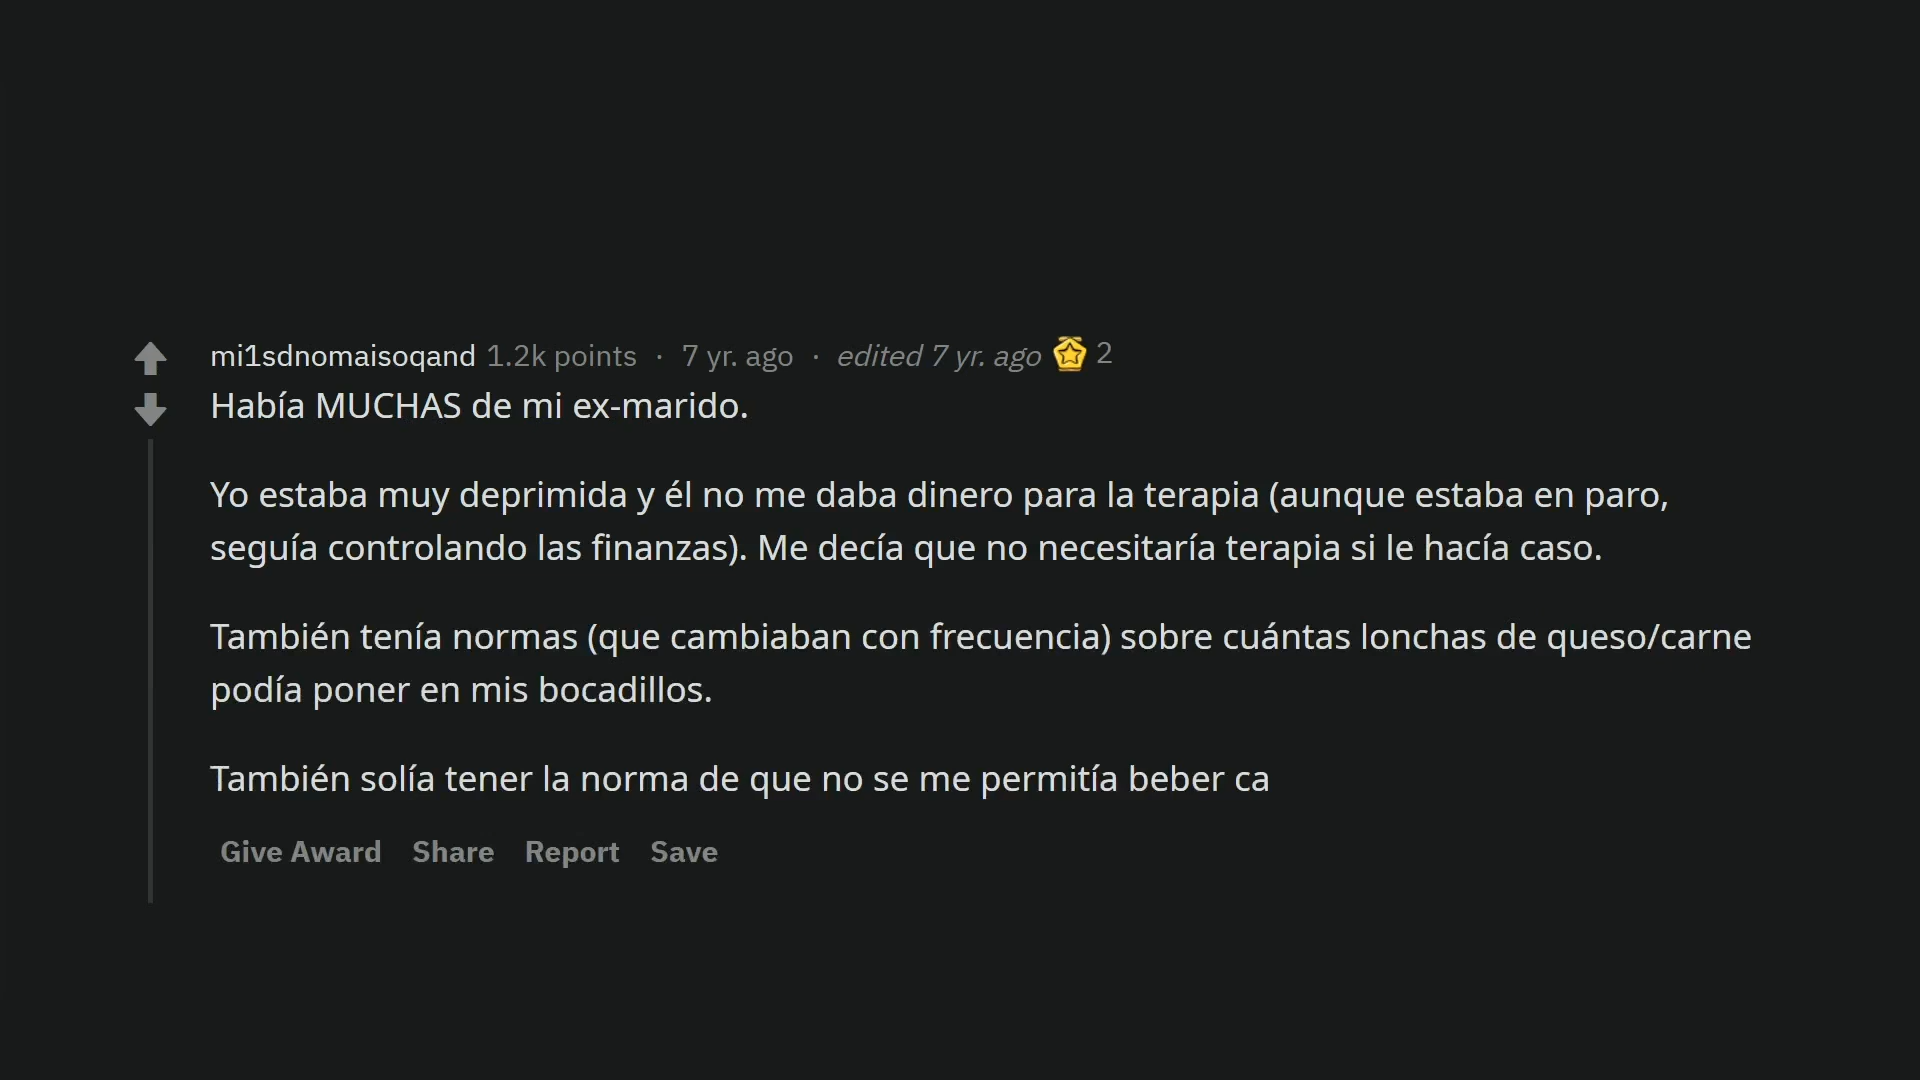 mi1sdnomaisoqand 1.2k points · 7 yr. ago · edited 7 yr. ago 2
Había MUCHAS de mi ex-marido.
Yo estaba muy deprimida y él no me daba dinero para la terapia (aunque estaba en paro,
seguía controlando las finanzas). Me decía que no necesitaría terapia si le hacía caso.
También tenía normas (que cambiaban con frecuencia) sobre cuántas lonchas de queso/carne
podía poner en mis bocadillos.
También solía tener la norma de que no se me permitía beber ca
Give Award Share Report Save